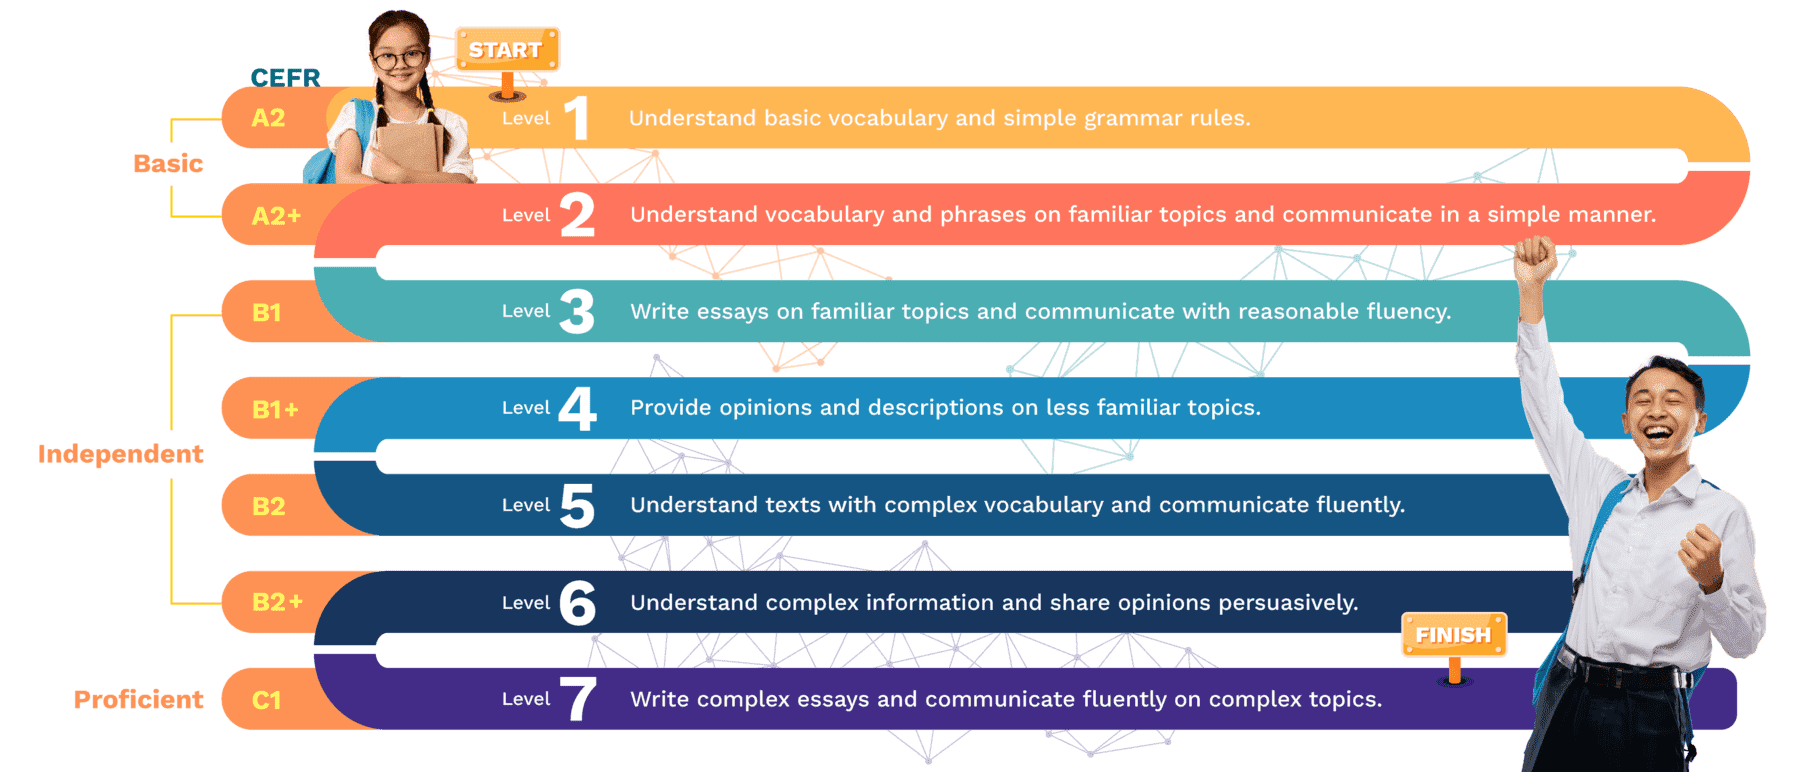 START
CEFR
A2
Level 1 Understand basic vocabulary and simple grammar rules.
Basic
A2+
Level 2 Understand vocabulary and phrases on familiar topics and communicate in a simple manner.
B1
Level 3 Write essays on familiar topics and communicate with reasonable fluency.
B1+
Level 4 Provide opinions and descriptions on less familiar topics.
Independent
B2
Level 5 Understand texts with complex vocabulary and communicate fluently.
B2+
Level 6 Understand complex information and share opinions persuasively.
FINISH
Proficient
C1
Level 7 Write complex essays and communicate fluently on complex topics.